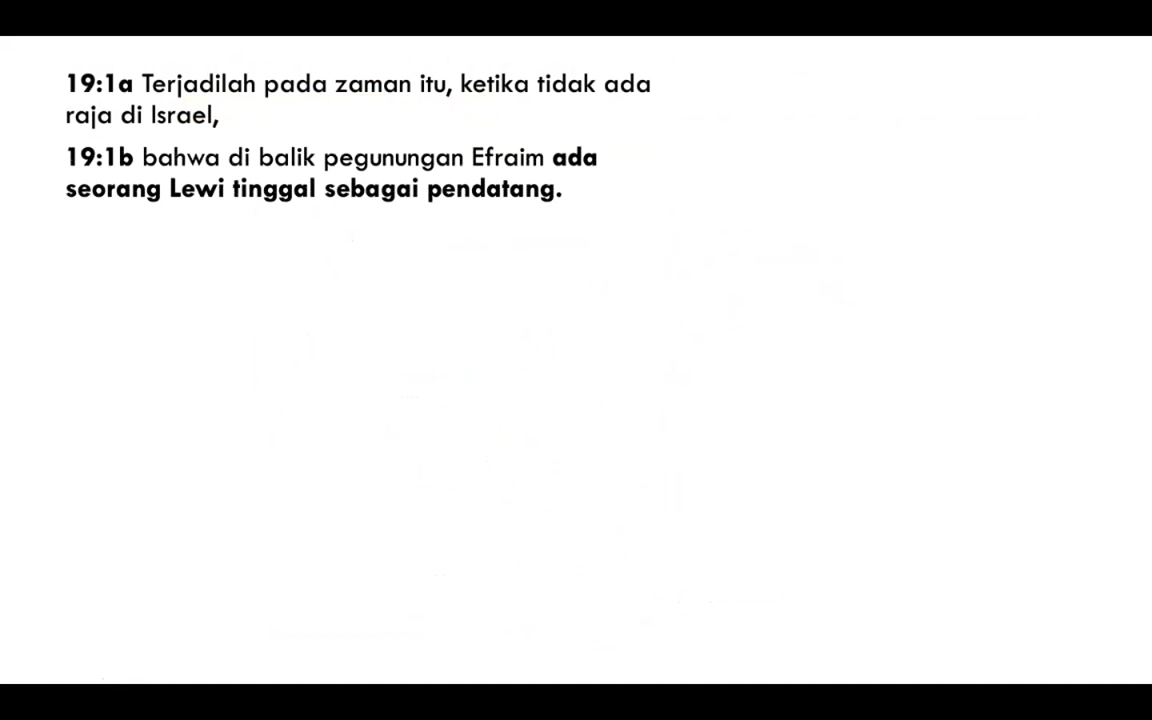 19:1a Terjadilah pada zaman itu, ketika tidak ada
raja di Israel,
19:1b bahwa di balik pegunungan Efraim ada
seorang Lewi tinggal sebagai pendatang.